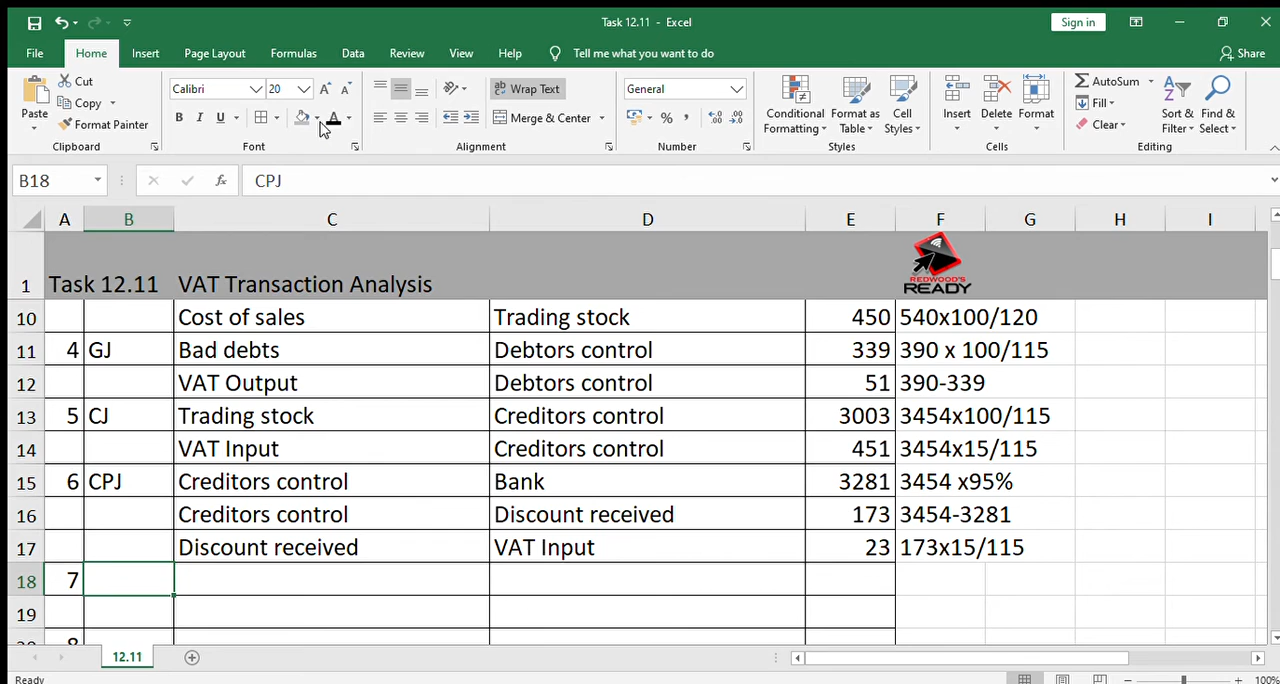 Task 12.11 - Excel
Sign in
File Home Insert Page Layout Formulas Data Review View Help Tell me what you want to do Share
Paste
Cut
Copy
Format Painter
Clipboard
Calibri 20 A A
B I U A
Font
ab Wrap Text
Merge & Center
Alignment
General
% ,
Number
Conditional Formatting
Format as Table
Cell Styles
Styles
Insert
Delete
Format
Cells
AutoSum
Fill
Clear
Sort & Filter
Find & Select
Editing
B18 fx CPJ
A B C D E F G H I
1 Task 12.11 VAT Transaction Analysis REDWOOD'S READY
10 Cost of sales Trading stock 450 540x100/120
11 4 GJ Bad debts Debtors control 339 390 x 100/115
12 VAT Output Debtors control 51 390-339
13 5 CJ Trading stock Creditors control 3003 3454x100/115
14 VAT Input Creditors control 451 3454x15/115
15 6 CPJ Creditors control Bank 3281 3454 x95%
16 Creditors control Discount received 173 3454-3281
17 Discount received VAT Input 23 173x15/115
18 7
19
12.11
Ready 100%